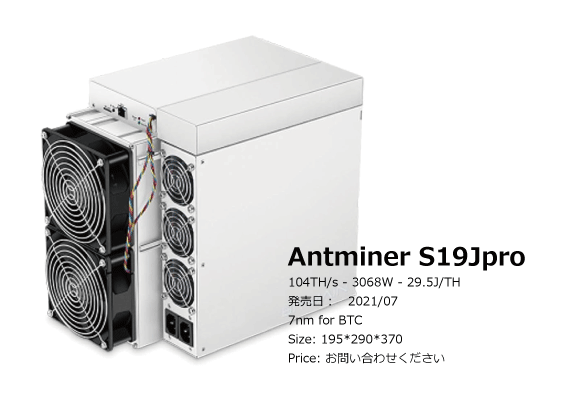 Antminer S19Jpro
104TH/s - 3068W - 29.5J/TH
発売日： 2021/07
7nm for BTC
Size: 195*290*370
Price: お問い合わせください